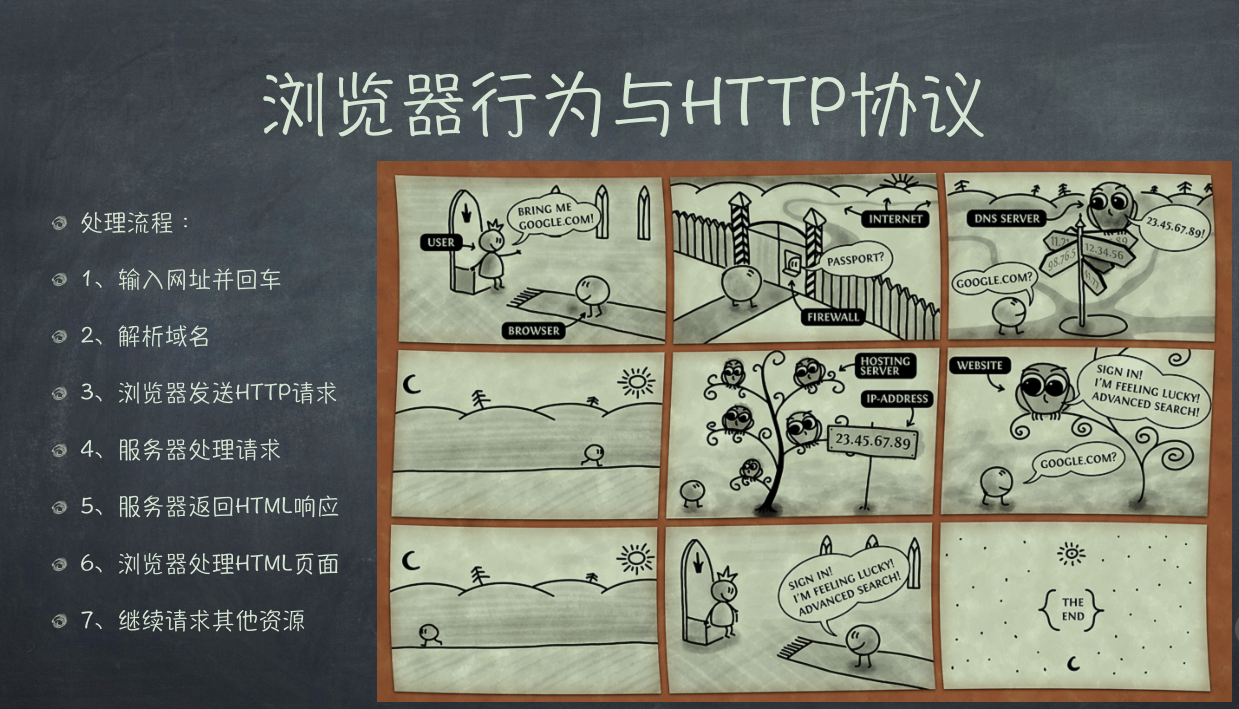 浏览器行为与HTTP协议
处理流程：
1、输入网址并回车
2、解析域名
3、浏览器发送HTTP请求
4、服务器处理请求
5、服务器返回HTML响应
6、浏览器处理HTML页面
7、继续请求其他资源
BRING ME
GOOGLE.COM!
USER
BROWSER
INTERNET
PASSPORT?
FIREWALL
DNS SERVER
23.45.67.89!
12.34.56
GOOGLE.COM?
HOSTING
SERVER
IP-ADDRESS
23.45.67.89
WEBSITE
SIGN IN!
I'M FEELING LUCKY!
ADVANCED SEARCH!
GOOGLE.COM?
SIGN IN!
I'M FEELING LUCKY!
ADVANCED SEARCH!
THE
END